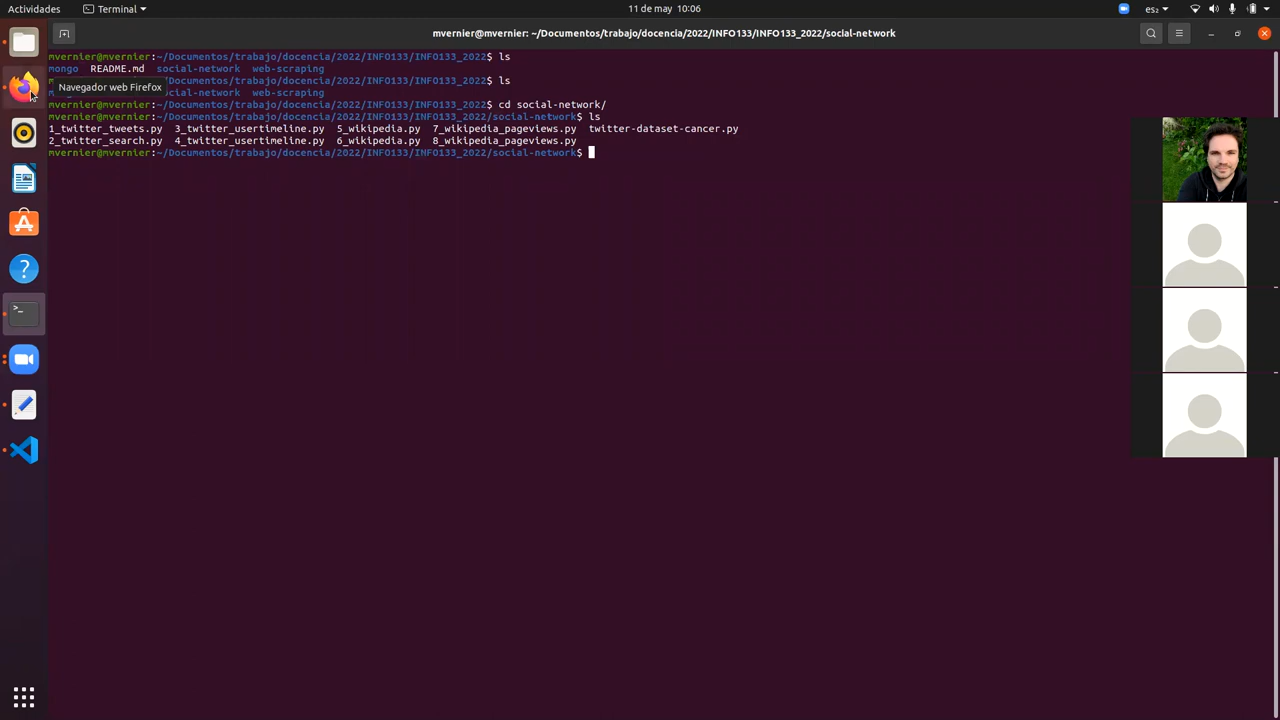 Actividades Terminal 11 de may 10:06 es₂
mvernier@mvernier: ~/Documentos/trabajo/docencia/2022/INFO133/INFO133_2022/social-network
mvernier@mvernier:~/Documentos/trabajo/docencia/2022/INFO133/INFO133_2022$ ls
mongo README.md social-network web-scraping
mvernier@mvernier:~/Documentos/trabajo/docencia/2022/INFO133/INFO133_2022$ ls
Navegador web Firefox
social-network web-scraping
mvernier@mvernier:~/Documentos/trabajo/docencia/2022/INFO133/INFO133_2022$ cd social-network/
mvernier@mvernier:~/Documentos/trabajo/docencia/2022/INFO133/INFO133_2022/social-network$ ls
1_twitter_tweets.py 3_twitter_usertimeline.py 5_wikipedia.py 7_wikipedia_pageviews.py twitter-dataset-cancer.py
2_twitter_search.py 4_twitter_usertimeline.py 6_wikipedia.py 8_wikipedia_pageviews.py
mvernier@mvernier:~/Documentos/trabajo/docencia/2022/INFO133/INFO133_2022/social-network$